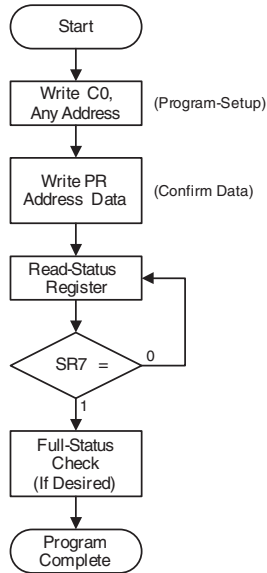 Start
Write C0,
Any Address
(Program-Setup)
Write PR
Address Data
(Confirm Data)
Read-Status
Register
SR7 =
0
1
Full-Status
Check
(If Desired)
Program
Complete